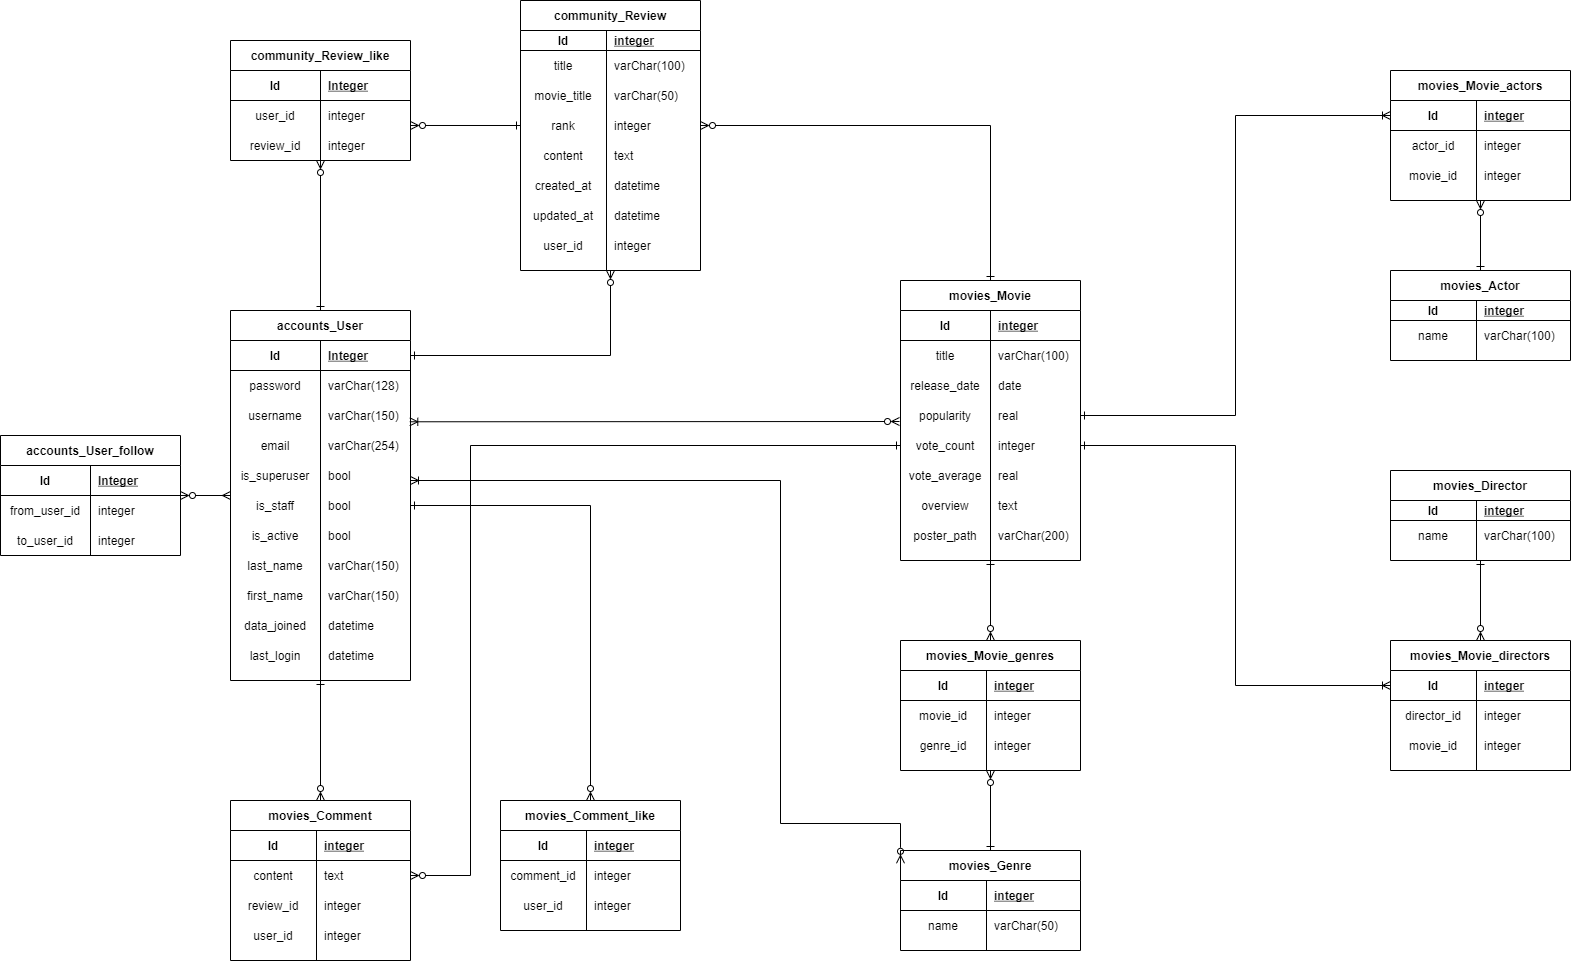 community_Review
Id integer
title varChar(100)
movie_title varChar(50)
rank integer
content text
created_at datetime
updated_at datetime
user_id integer
community_Review_like
Id Integer
user_id integer
review_id integer
movies_Movie_actors
Id integer
actor_id integer
movie_id integer
movies_Actor
Id integer
name varChar(100)
movies_Movie
Id integer
title varChar(100)
release_date date
popularity real
vote_count integer
vote_average real
overview text
poster_path varChar(200)
accounts_User
Id Integer
password varChar(128)
username varChar(150)
email varChar(254)
is_superuser bool
is_staff bool
is_active bool
last_name varChar(150)
first_name varChar(150)
data_joined datetime
last_login datetime
accounts_User_follow
Id Integer
from_user_id integer
to_user_id integer
movies_Director
Id integer
name varChar(100)
movies_Movie_genres
Id integer
movie_id integer
genre_id integer
movies_Movie_directors
Id integer
director_id integer
movie_id integer
movies_Comment
Id integer
content text
review_id integer
user_id integer
movies_Comment_like
Id integer
comment_id integer
user_id integer
movies_Genre
Id integer
name varChar(50)